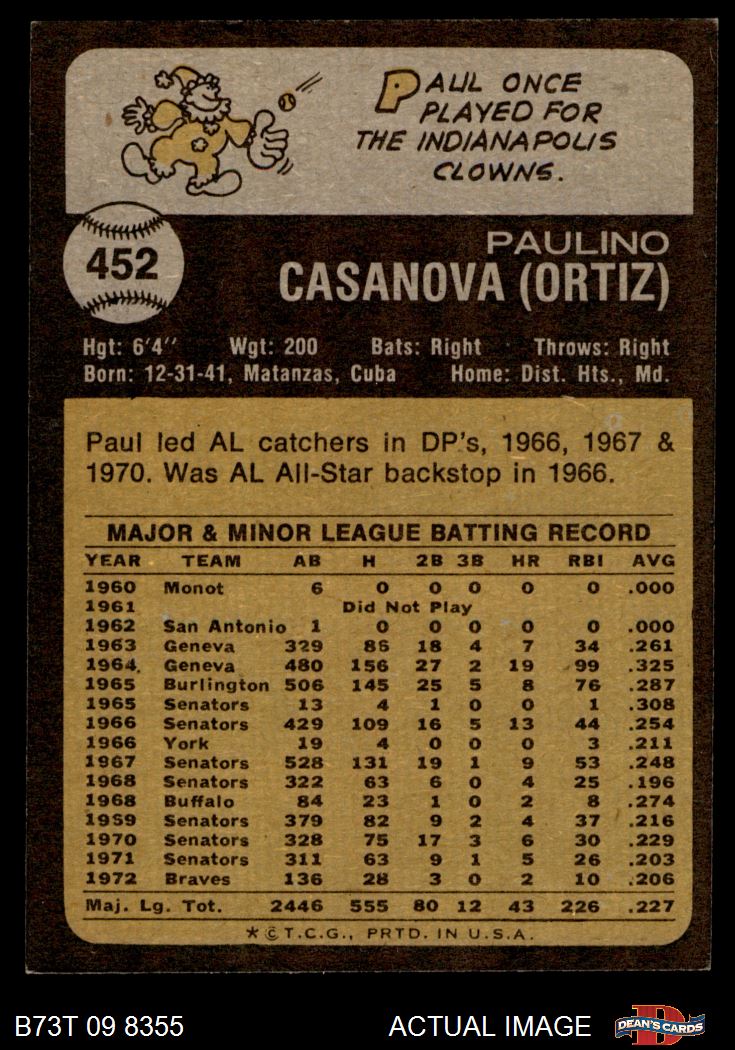 PAUL ONCE
PLAYED FOR
THE INDIANAPOLIS
CLOWNS.
452
PAULINO
CASANOVA (ORTIZ)
Hgt: 6'4" Wgt: 200 Bats: Right Throws: Right
Born: 12-31-41, Matanzas, Cuba Home: Dist. Hts., Md.
Paul led AL catchers in DP's, 1966, 1967 &
1970. Was AL All-Star backstop in 1966.
MAJOR & MINOR LEAGUE BATTING RECORD
YEAR TEAM AB H 2B 3B HR RBI AVG
1960 Monot 6 0 0 0 0 0 .000
1961 Did Not Play
1962 San Antonio 1 0 0 0 0 0 .000
1963 Geneva 329 86 18 4 7 34 .261
1964 Geneva 480 156 27 2 19 99 .325
1965 Burlington 506 145 25 5 8 76 .287
1965 Senators 13 4 1 0 0 1 .308
1966 Senators 429 109 16 5 13 44 .254
1966 York 19 4 0 0 0 3 .211
1967 Senators 528 131 19 1 9 53 .248
1968 Senators 322 63 6 0 4 25 .196
1968 Buffalo 84 23 1 0 2 8 .274
1969 Senators 379 82 9 2 4 37 .216
1970 Senators 328 75 17 3 6 30 .229
1971 Senators 311 63 9 1 5 26 .203
1972 Braves 136 28 3 0 2 10 .206
Maj. Lg. Tot. 2446 555 80 12 43 226 .227
*©T.C.G., PRTD. IN U.S.A.
B73T 09 8355 ACTUAL IMAGE DEAN'S CARDS